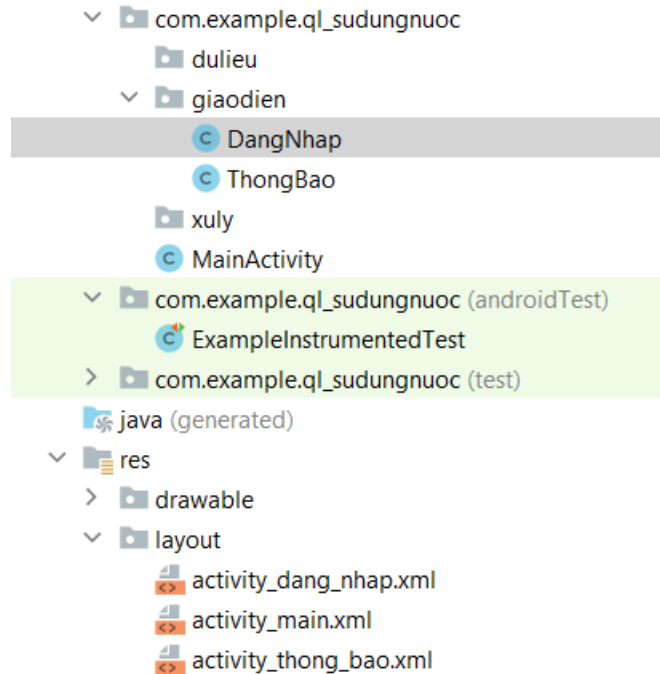 com.example.ql_sudungnuoc
dulieu
giaodien
C DangNhap
C ThongBao
xuly
C MainActivity
com.example.ql_sudungnuoc (androidTest)
C ExampleInstrumentedTest
com.example.ql_sudungnuoc (test)
java (generated)
res
drawable
layout
<> activity_dang_nhap.xml
<> activity_main.xml
<> activity_thong_bao.xml